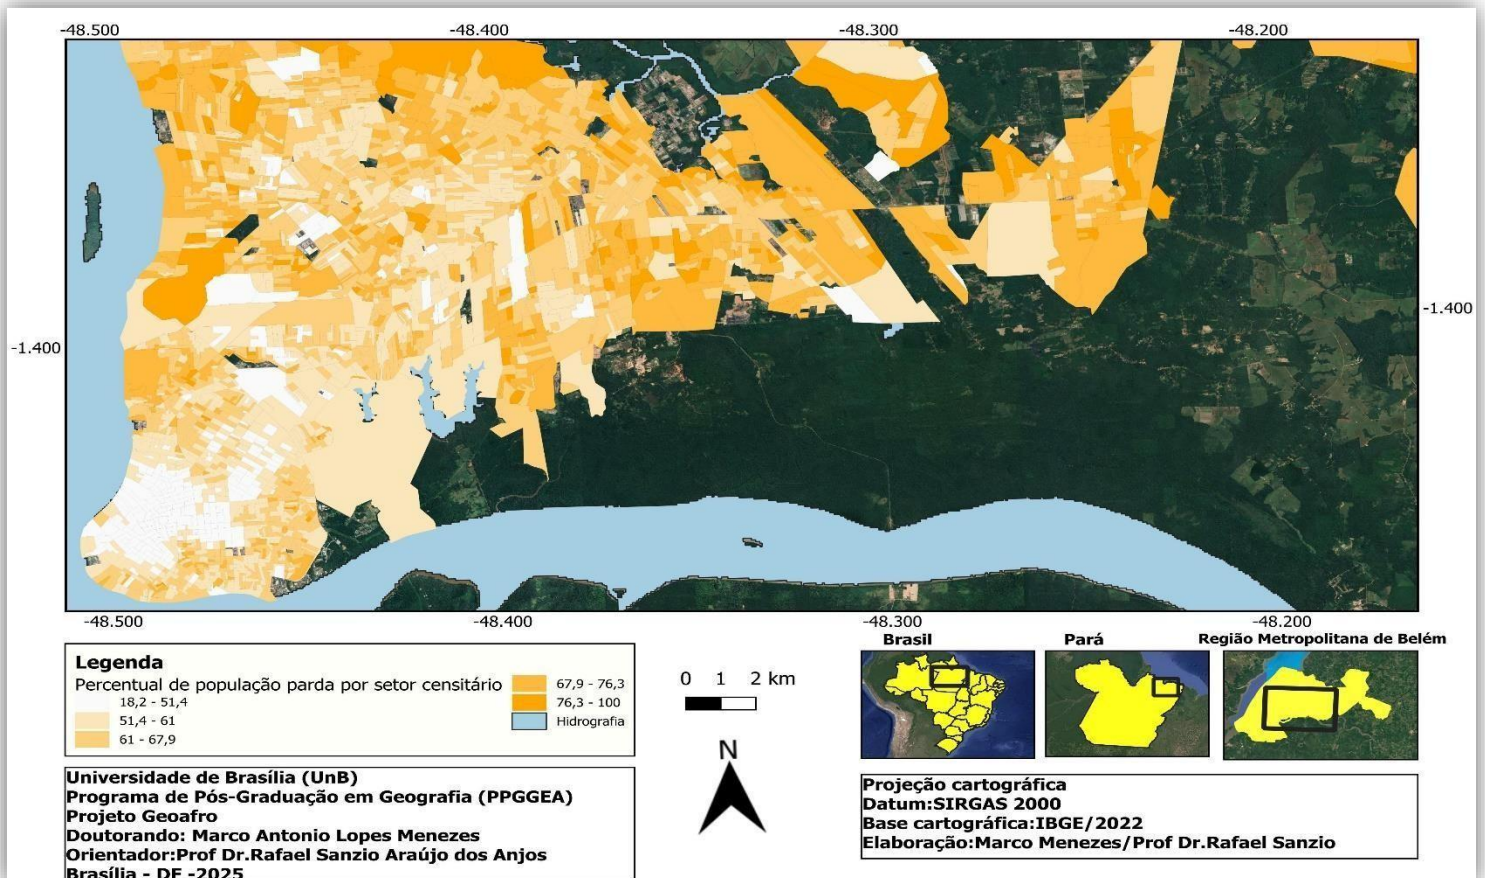 -48.500 -48.400 -48.300 -48.200
-1.400
-1.400
-48.500 -48.400 -48.300 -48.200
Legenda
Percentual de população parda por setor censitário
18,2 - 51,4
51,4 - 61
61 - 67,9
67,9 - 76,3
76,3 - 100
Hidrografia
0 1 2 km
N
Brasil
Pará
Região Metropolitana de Belém
Universidade de Brasília (UnB)
Programa de Pós-Graduação em Geografia (PPGGEA)
Projeto Geoafro
Doutorando: Marco Antonio Lopes Menezes
Orientador:Prof Dr.Rafael Sanzio Araújo dos Anjos
Brasília - DF -2025
Projeção cartográfica
Datum:SIRGAS 2000
Base cartográfica:IBGE/2022
Elaboração:Marco Menezes/Prof Dr.Rafael Sanzio